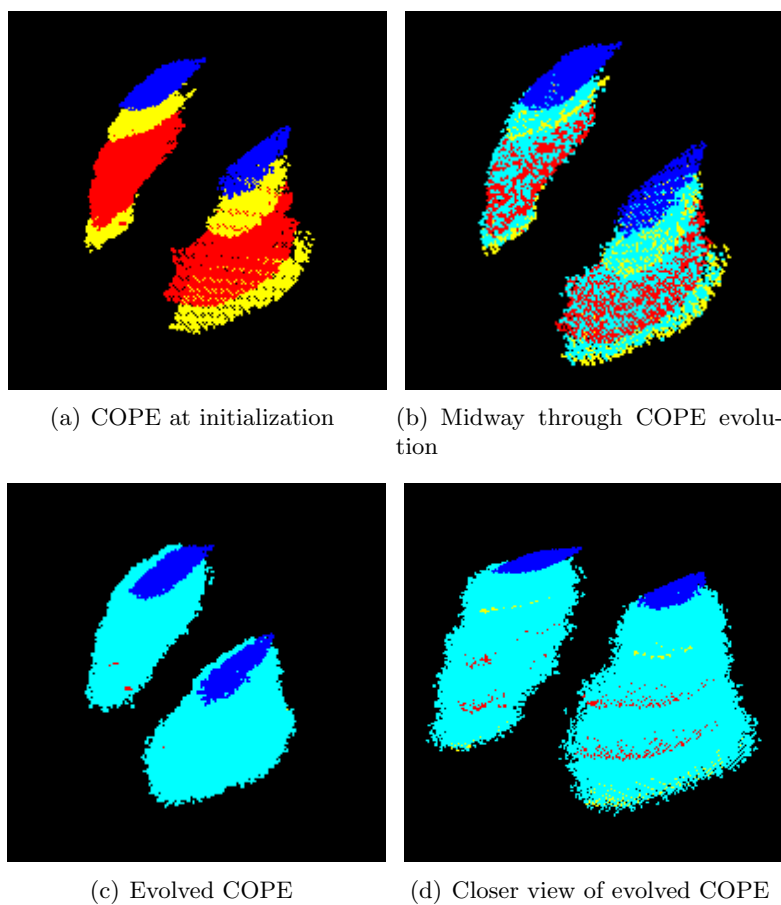 (a) COPE at initialization
(b) Midway through COPE evolu-
tion
(c) Evolved COPE
(d) Closer view of evolved COPE